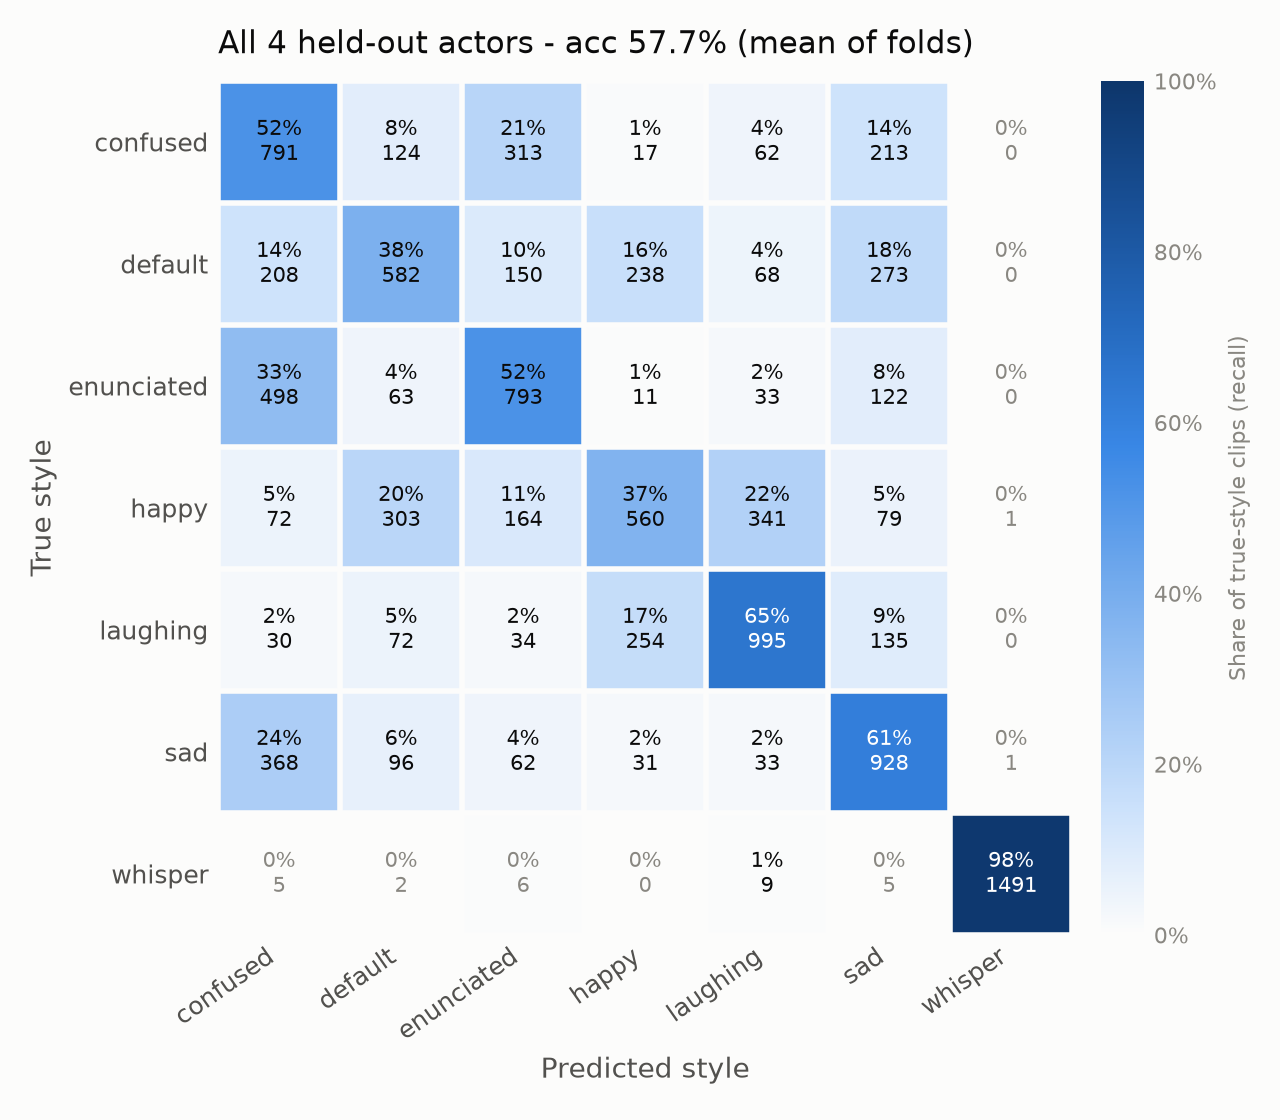 All 4 held-out actors - acc 57.7% (mean of folds)
confused
52% 8% 21% 1% 4% 14% 0%
791 124 313 17 62 213 0
default
14% 38% 10% 16% 4% 18% 0%
208 582 150 238 68 273 0
enunciated
33% 4% 52% 1% 2% 8% 0%
498 63 793 11 33 122 0
happy
5% 20% 11% 37% 22% 5% 0%
72 303 164 560 341 79 1
laughing
2% 5% 2% 17% 65% 9% 0%
30 72 34 254 995 135 0
sad
24% 6% 4% 2% 2% 61% 0%
368 96 62 31 33 928 1
whisper
0% 0% 0% 0% 1% 0% 98%
5 2 6 0 9 5 1491
confused default enunciated happy laughing sad whisper
Predicted style
True style
100%
80%
60%
40%
20%
0%
Share of true-style clips (recall)